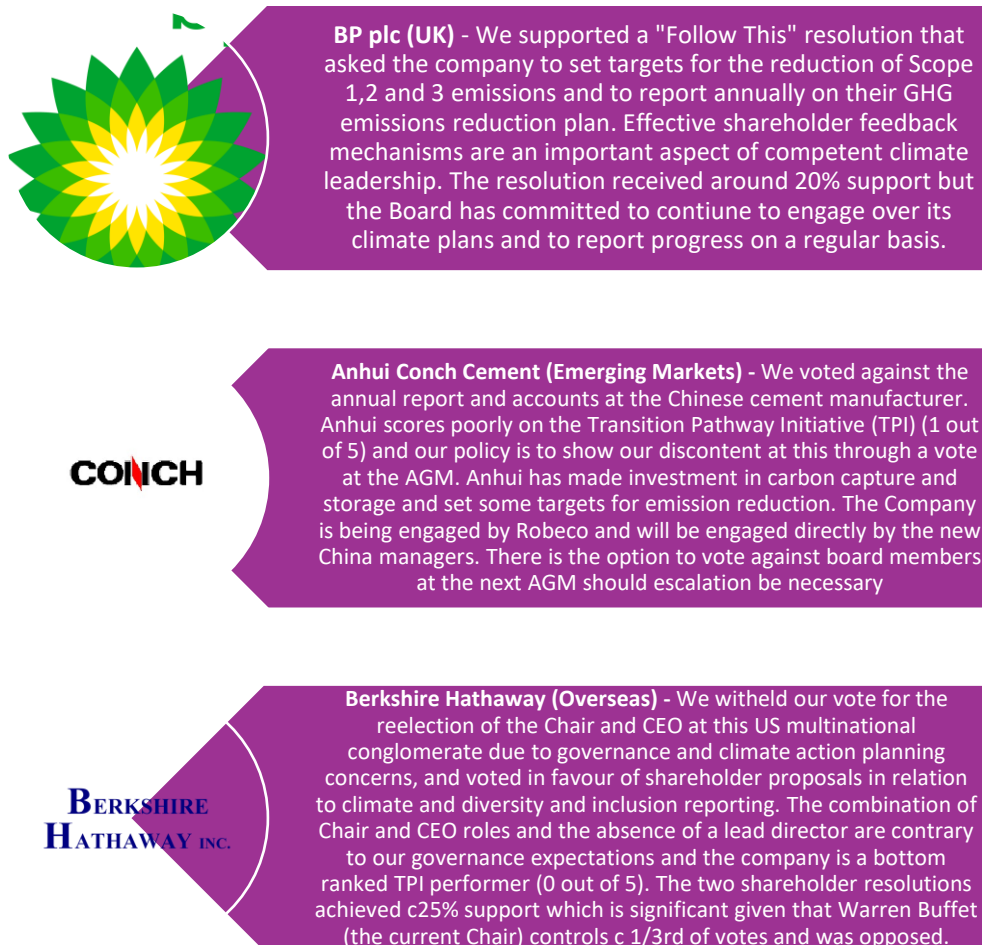 BP plc (UK) - We supported a "Follow This" resolution that
asked the company to set targets for the reduction of Scope
1,2 and 3 emissions and to report annually on their GHG
emissions reduction plan. Effective shareholder feedback
mechanisms are an important aspect of competent climate
leadership. The resolution received around 20% support but
the Board has committed to contiune to engage over its
climate plans and to report progress on a regular basis.
CONCH
Anhui Conch Cement (Emerging Markets) - We voted against the
annual report and accounts at the Chinese cement manufacturer.
Anhui scores poorly on the Transition Pathway Initiative (TPI) (1 out
of 5) and our policy is to show our discontent at this through a vote
at the AGM. Anhui has made investment in carbon capture and
storage and set some targets for emission reduction. The Company
is being engaged by Robeco and will be engaged directly by the new
China managers. There is the option to vote against board members
at the next AGM should escalation be necessary
BERKSHIRE
HATHAWAY INC.
Berkshire Hathaway (Overseas) - We witheld our vote for the
reelection of the Chair and CEO at this US multinational
conglomerate due to governance and climate action planning
concerns, and voted in favour of shareholder proposals in relation
to climate and diversity and inclusion reporting. The combination of
Chair and CEO roles and the absence of a lead director are contrary
to our governance expectations and the company is a bottom
ranked TPI performer (0 out of 5). The two shareholder resolutions
achieved c25% support which is significant given that Warren Buffet
(the current Chair) controls c 1/3rd of votes and was opposed.